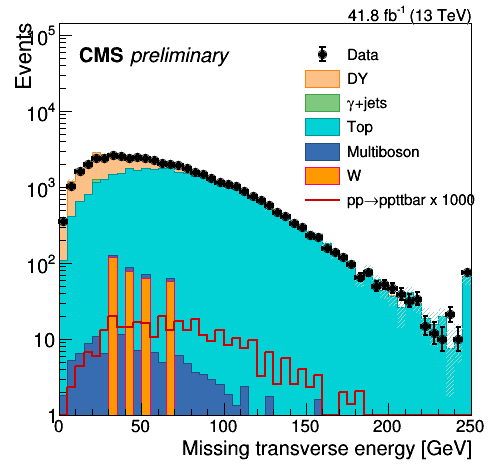 41.8 fb⁻¹ (13 TeV)
Events
CMS preliminary
Data
DY
γ+jets
Top
Multiboson
W
pp→ppttbar x 1000
10⁵
10⁴
10³
10²
10
1
0 50 100 150 200 250
Missing transverse energy [GeV]